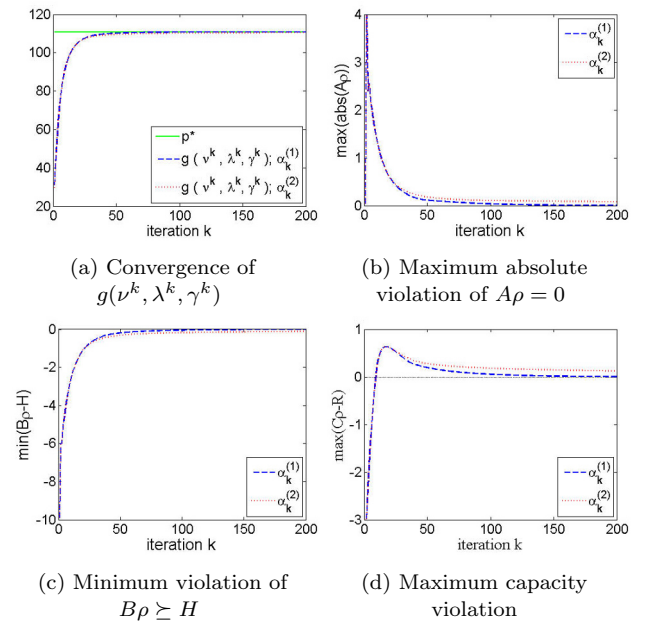 120
100
80
60
40
20
0 50 100 150 200
iteration k
p*
g ( ν^k , λ^k, γ^k ); α_k^(1)
g ( ν^k , λ^k, γ^k ); α_k^(2)
(a) Convergence of
g(ν^k, λ^k, γ^k)
max(abs(Aρ))
4
3
2
1
0
0 50 100 150 200
iteration k
α_k^(1)
α_k^(2)
(b) Maximum absolute
violation of Aρ = 0
min(Bρ-H)
0
-2
-4
-6
-8
-10
0 50 100 150 200
iteration k
α_k^(1)
α_k^(2)
(c) Minimum violation of
Bρ ⪰ H
max(Cρ-R)
1
0
-1
-2
-3
0 50 100 150 200
iteration k
α_k^(1)
α_k^(2)
(d) Maximum capacity
violation